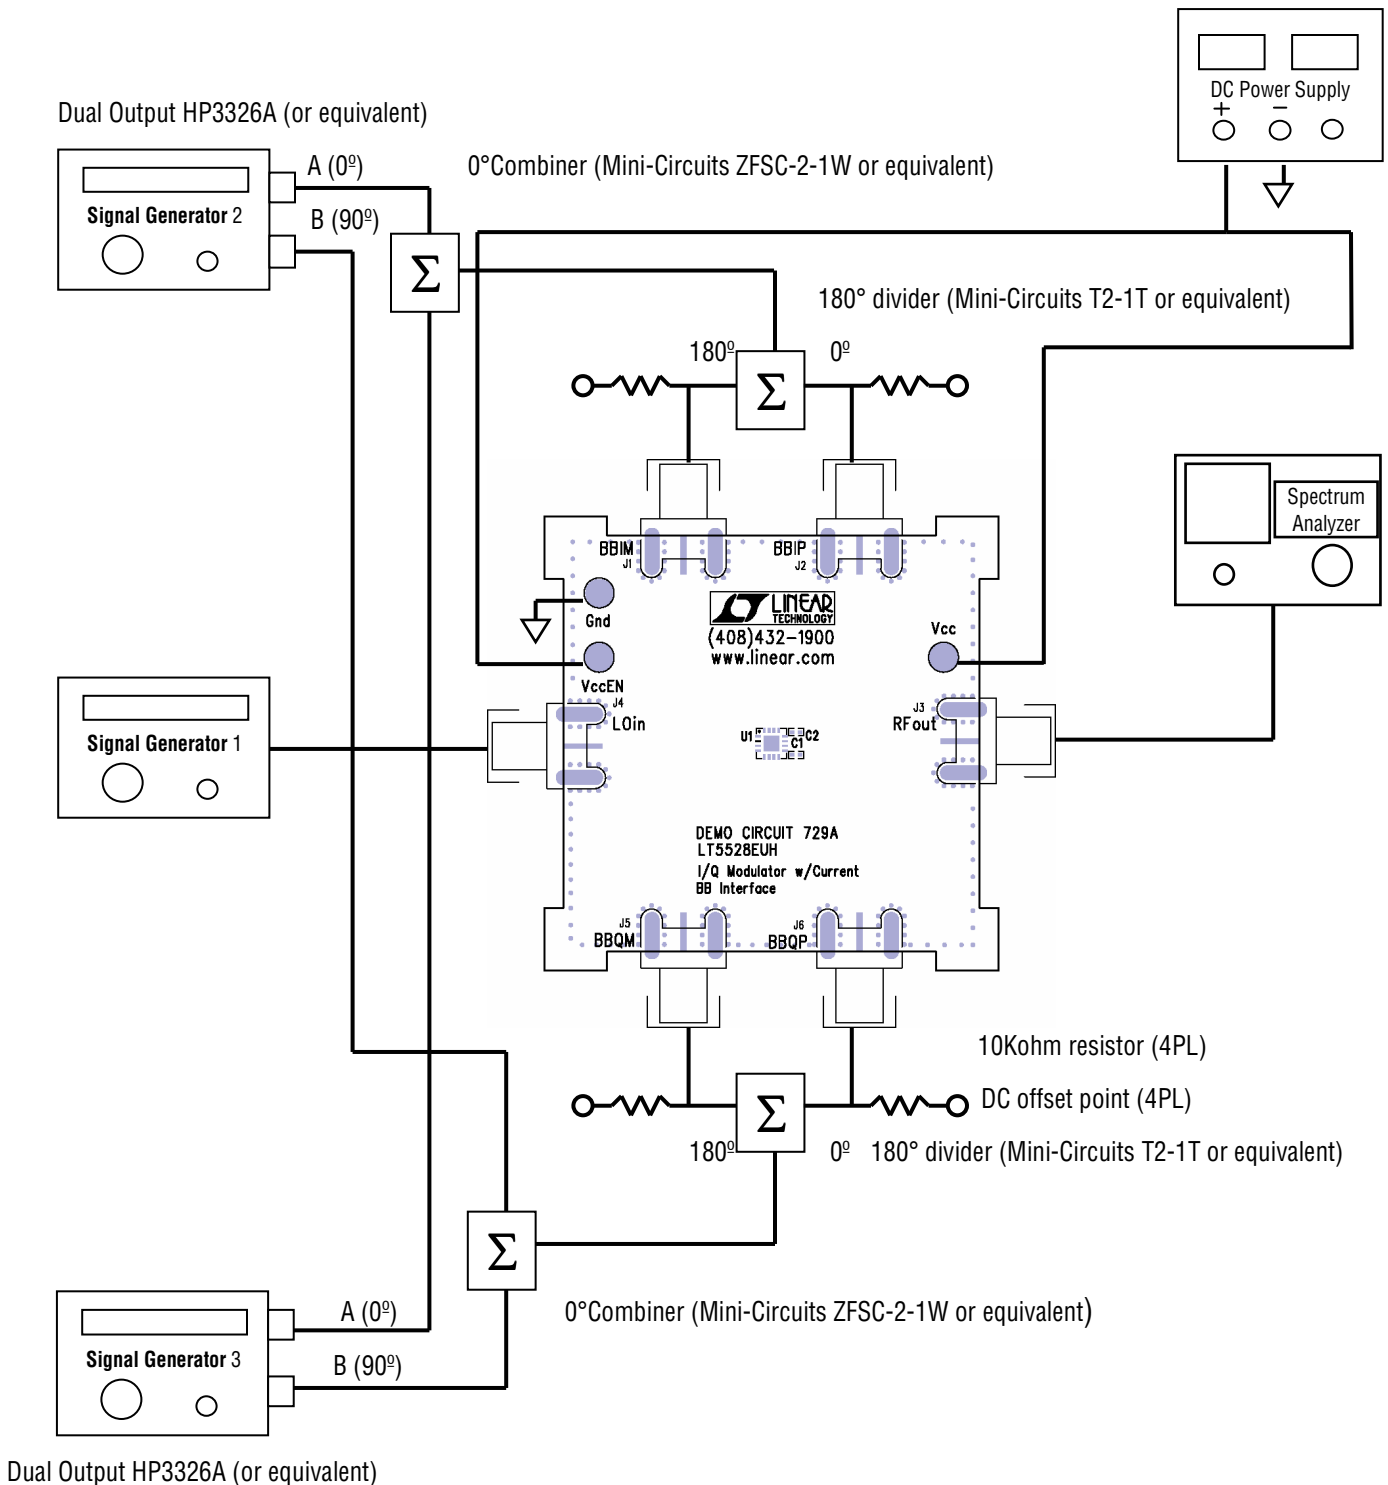 DC Power Supply
+ −
Dual Output HP3326A (or equivalent)
A (0º)
0°Combiner (Mini-Circuits ZFSC-2-1W or equivalent)
Signal Generator 2
B (90º)
Σ
180° divider (Mini-Circuits T2-1T or equivalent)
180º
0º
Σ
Spectrum
Analyzer
BBIM
J1
BBIP
J2
LINEAR
TECHNOLOGY
(408)432-1900
www.linear.com
Gnd
Vcc
VccEN
J4
LOin
J3
RFout
Signal Generator 1
U1
C1
C2
DEMO CIRCUIT 729A
LT5528EUH
I/Q Modulator w/Current
BB Interface
J5
BBQM
J6
BBQP
10Kohm resistor (4PL)
DC offset point (4PL)
Σ
180º
0º
180° divider (Mini-Circuits T2-1T or equivalent)
Σ
0°Combiner (Mini-Circuits ZFSC-2-1W or equivalent)
A (0º)
Signal Generator 3
B (90º)
Dual Output HP3326A (or equivalent)